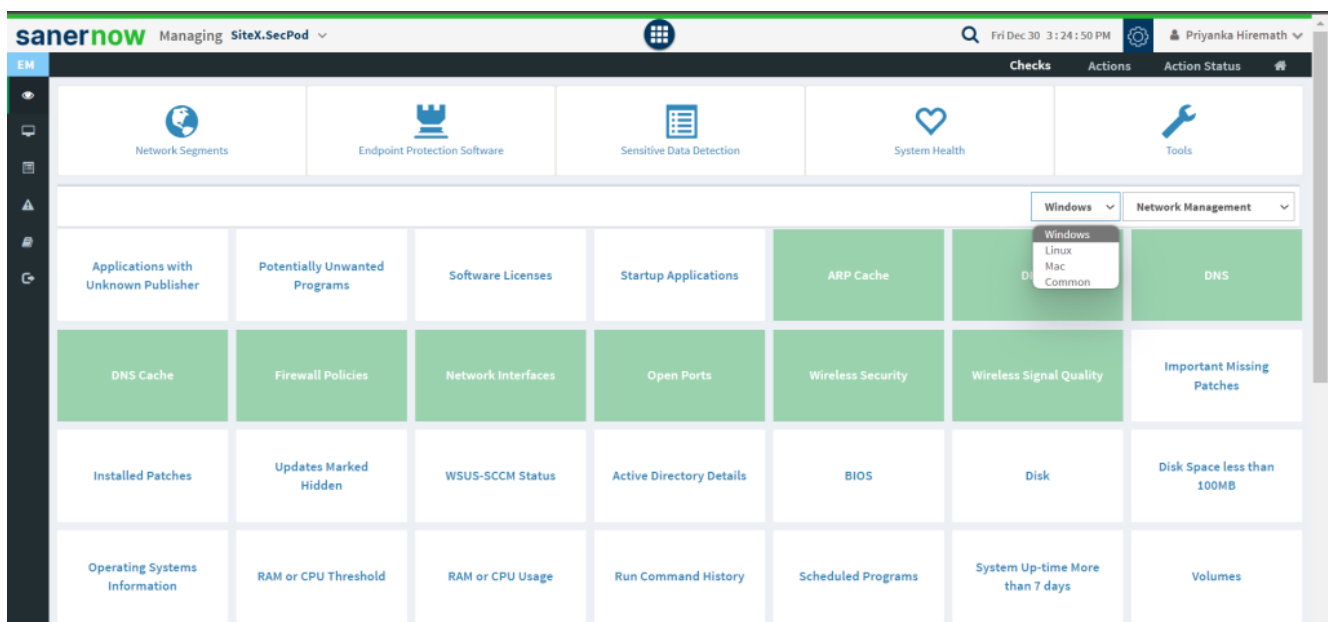 sanernow Managing SiteX.SecPod
Fri Dec 30 3:24:50 PM Priyanka Hiremath
EM
Checks Actions Action Status
Network Segments
Endpoint Protection Software
Sensitive Data Detection
System Health
Tools
Windows
Network Management
Windows
Linux
Mac
Common
Applications with
Unknown Publisher
Potentially Unwanted
Programs
Software Licenses
Startup Applications
ARP Cache
DNS
DNS Cache
Firewall Policies
Network Interfaces
Open Ports
Wireless Security
Wireless Signal Quality
Important Missing
Patches
Installed Patches
Updates Marked
Hidden
WSUS-SCCM Status
Active Directory Details
BIOS
Disk
Disk Space less than
100MB
Operating Systems
Information
RAM or CPU Threshold
RAM or CPU Usage
Run Command History
Scheduled Programs
System Up-time More
than 7 days
Volumes